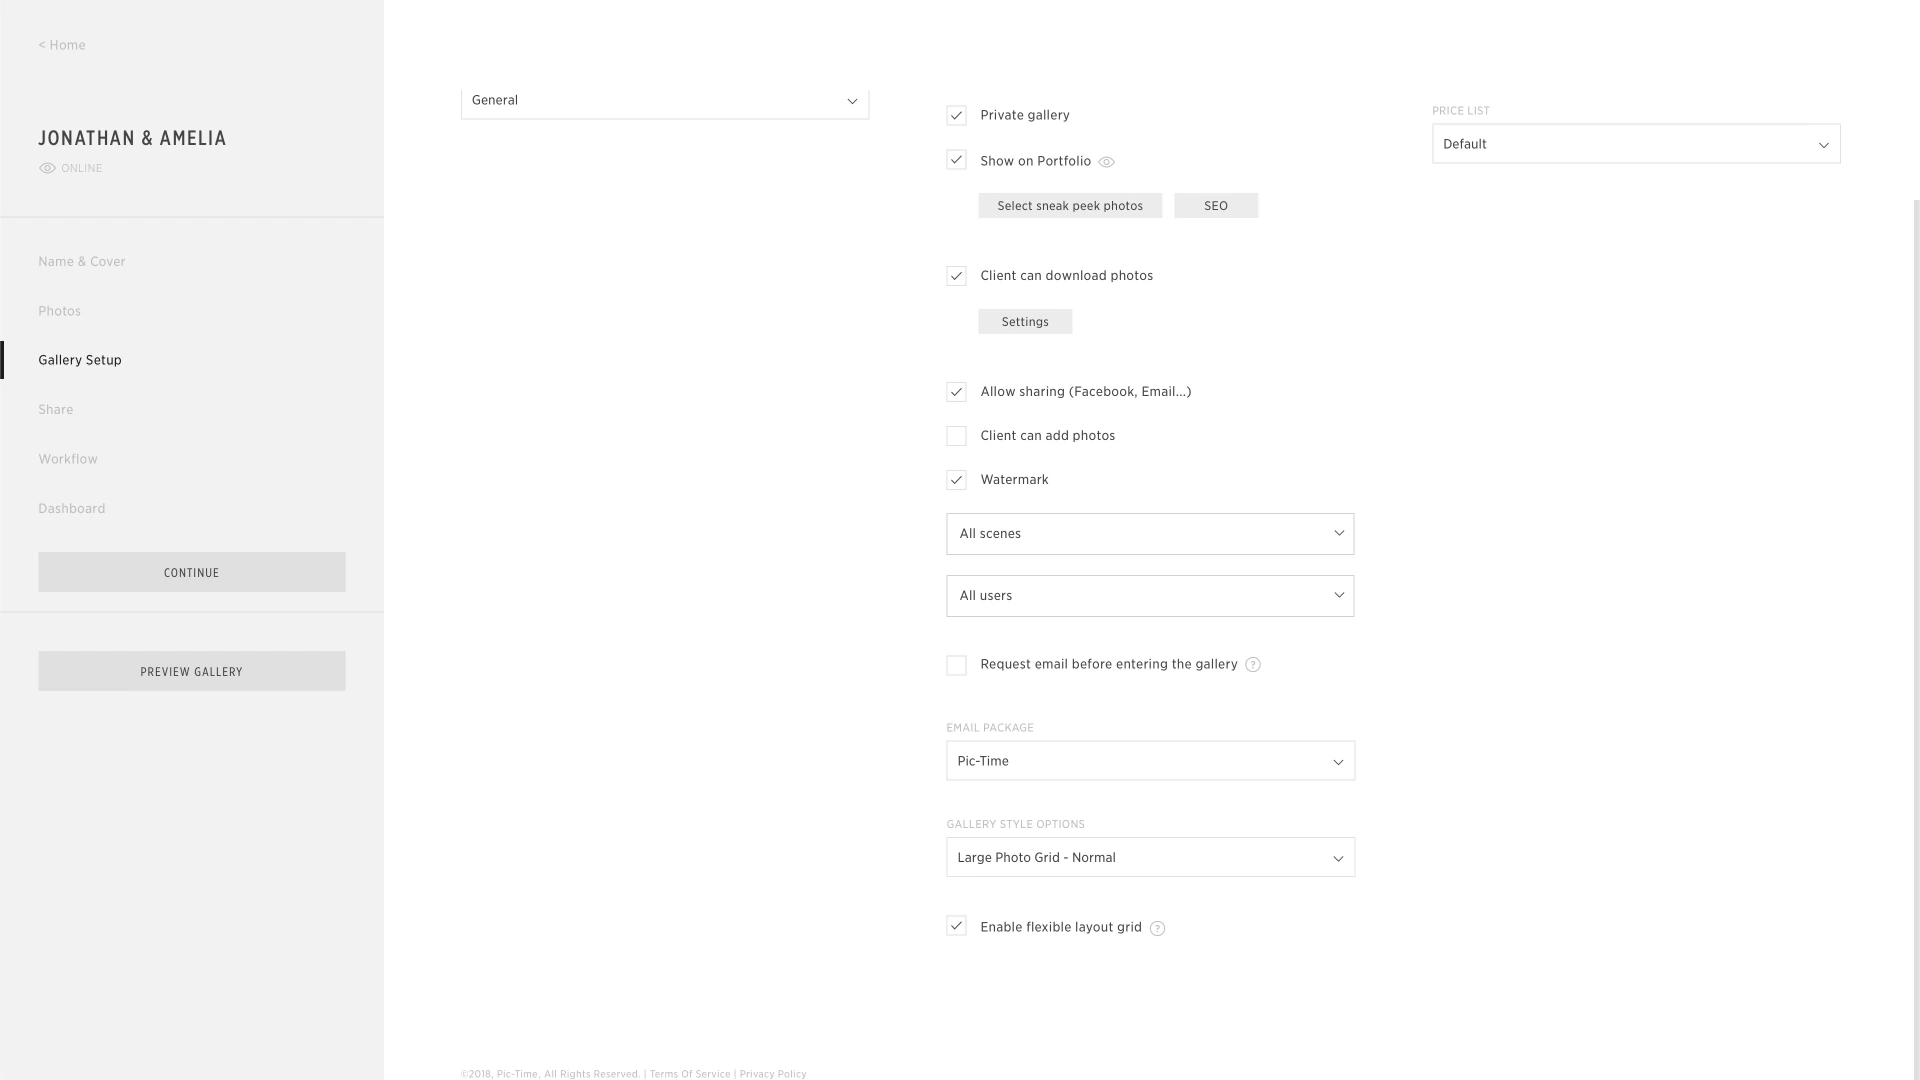 < Home
JONATHAN & AMELIA
ONLINE
Name & Cover
Photos
Gallery Setup
Share
Workflow
Dashboard
CONTINUE
PREVIEW GALLERY
General
Private gallery
Show on Portfolio
Select sneak peek photos
SEO
Client can download photos
Settings
Allow sharing (Facebook, Email...)
Client can add photos
Watermark
All scenes
All users
Request email before entering the gallery ?
EMAIL PACKAGE
Pic-Time
GALLERY STYLE OPTIONS
Large Photo Grid - Normal
Enable flexible layout grid ?
PRICE LIST
Default
©2018, Pic-Time, All Rights Reserved. | Terms Of Service | Privacy Policy